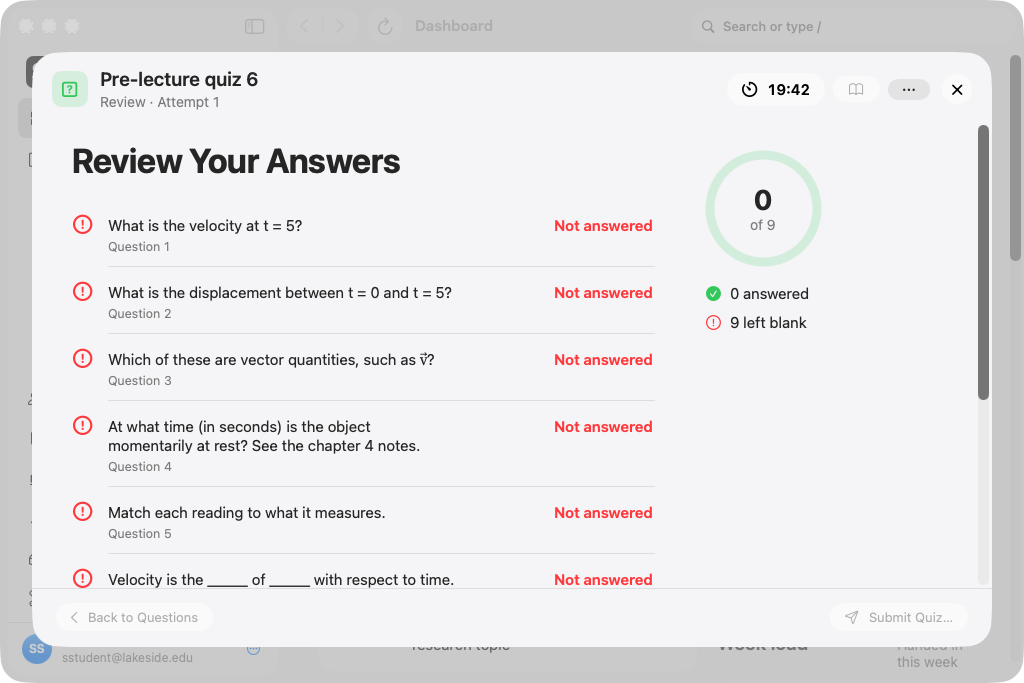 Dashboard
Search or type /
Pre-lecture quiz 6
Review · Attempt 1
19:42
Review Your Answers
What is the velocity at t = 5?
Not answered
Question 1
What is the displacement between t = 0 and t = 5?
Not answered
Question 2
Which of these are vector quantities, such as v⃗?
Not answered
Question 3
At what time (in seconds) is the object
momentarily at rest? See the chapter 4 notes.
Not answered
Question 4
Match each reading to what it measures.
Not answered
Question 5
Velocity is the _____ of _____ with respect to time.
Not answered
0
of 9
0 answered
9 left blank
Back to Questions
Submit Quiz…
SS
sstudent@lakeside.edu
research topic
Week load
Handed in
this week